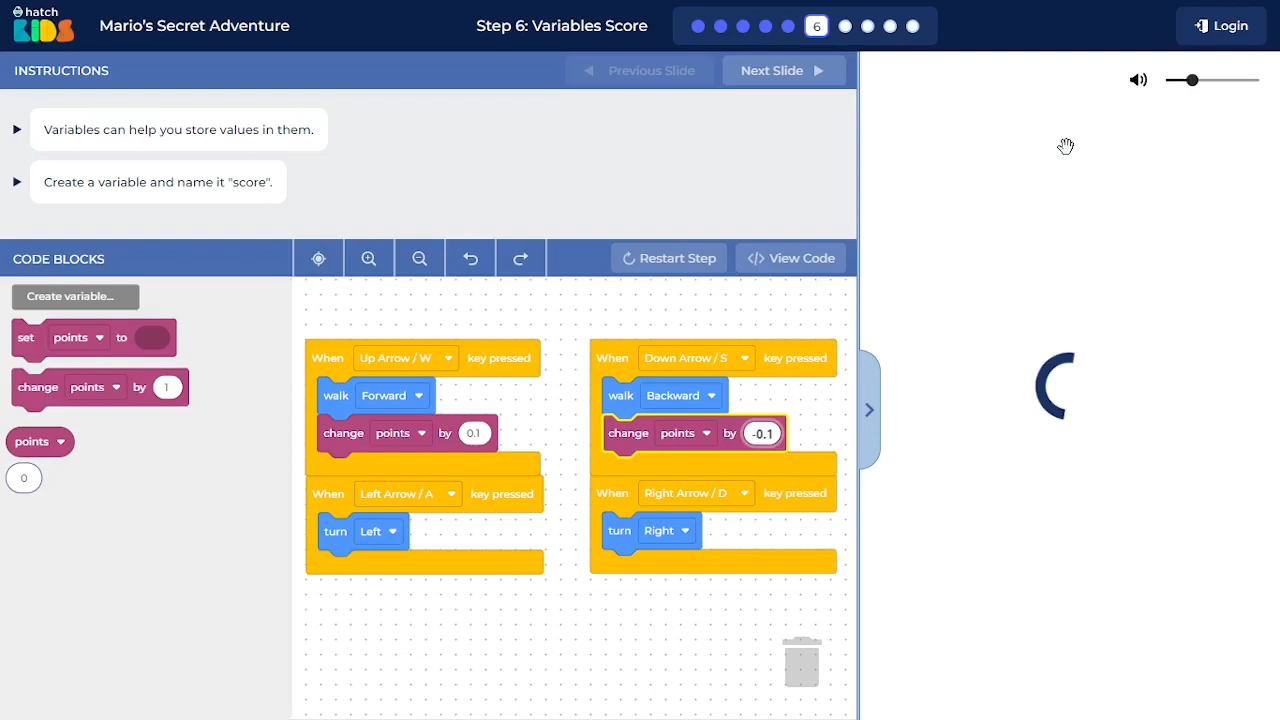 hatch
KIDS
Mario's Secret Adventure
Step 6: Variables Score
6
Login
INSTRUCTIONS
Previous Slide
Next Slide
Variables can help you store values in them.
Create a variable and name it "score".
CODE BLOCKS
Restart Step
</> View Code
Create variable...
set points to
change points by 1
points
0
When Up Arrow / W key pressed
walk Forward
change points by 0.1
When Left Arrow / A key pressed
turn Left
When Down Arrow / S key pressed
walk Backward
change points by -0.1
When Right Arrow / D key pressed
turn Right